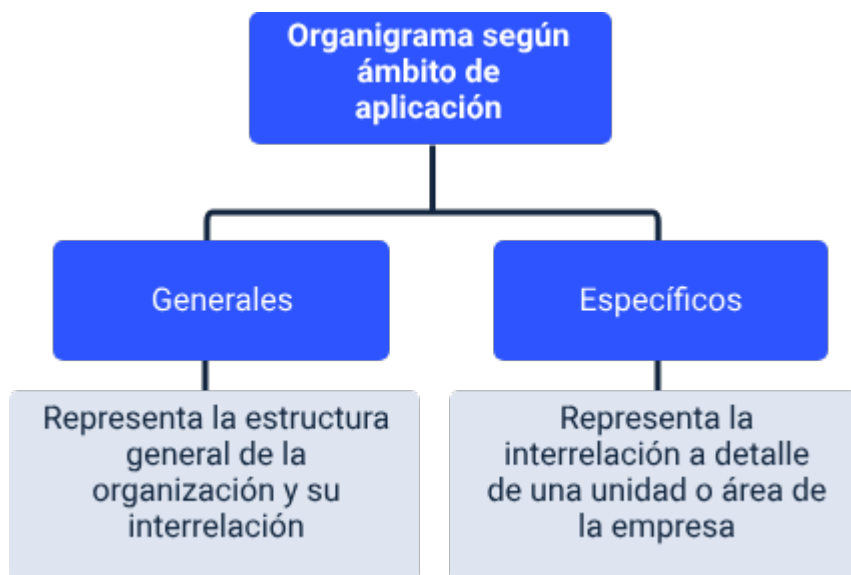 Organigrama según
ámbito de
aplicación
Generales
Específicos
Representa la estructura
general de la
organización y su
interrelación
Representa la
interrelación a detalle
de una unidad o área de
la empresa